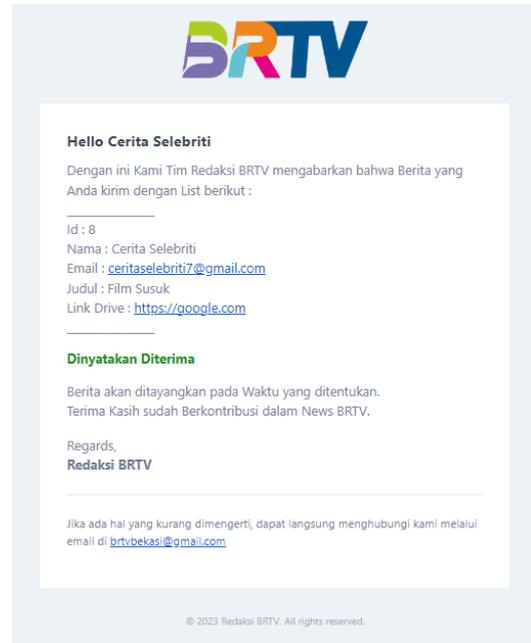 BRTV
Hello Cerita Selebriti
Dengan ini Kami Tim Redaksi BRTV mengabarkan bahwa Berita yang
Anda kirim dengan List berikut :
Id : 8
Nama : Cerita Selebriti
Email : ceritaselebriti7@gmail.com
Judul : Film Susuk
Link Drive : https://google.com
Dinyatakan Diterima
Berita akan ditayangkan pada Waktu yang ditentukan.
Terima Kasih sudah Berkontribusi dalam News BRTV.
Regards,
Redaksi BRTV
Jika ada hal yang kurang dimengerti, dapat langsung menghubungi kami melalui
email di brtvbekasi@gmail.com
© 2023 Redaksi BRTV. All rights reserved.